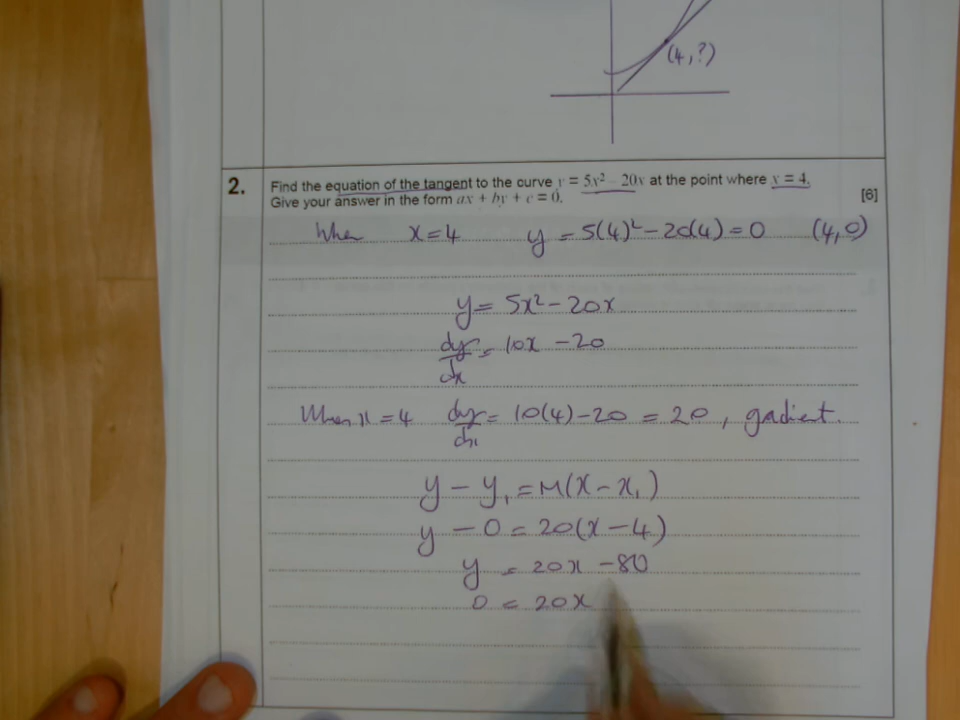 (4,?)
2. Find the equation of the tangent to the curve y = 5x² – 20x at the point where x = 4.
Give your answer in the form ax + by + c = 0. [6]
When x=4 y = 5(4)² – 20(4) = 0 (4,0)
y = 5x² – 20x
dy/dx = 10x – 20
When x=4 dy/dx = 10(4) – 20 = 20, gadient.
y – y₁ = M(x – x₁)
y – 0 = 20(x – 4)
y = 20x – 80
0 = 20x